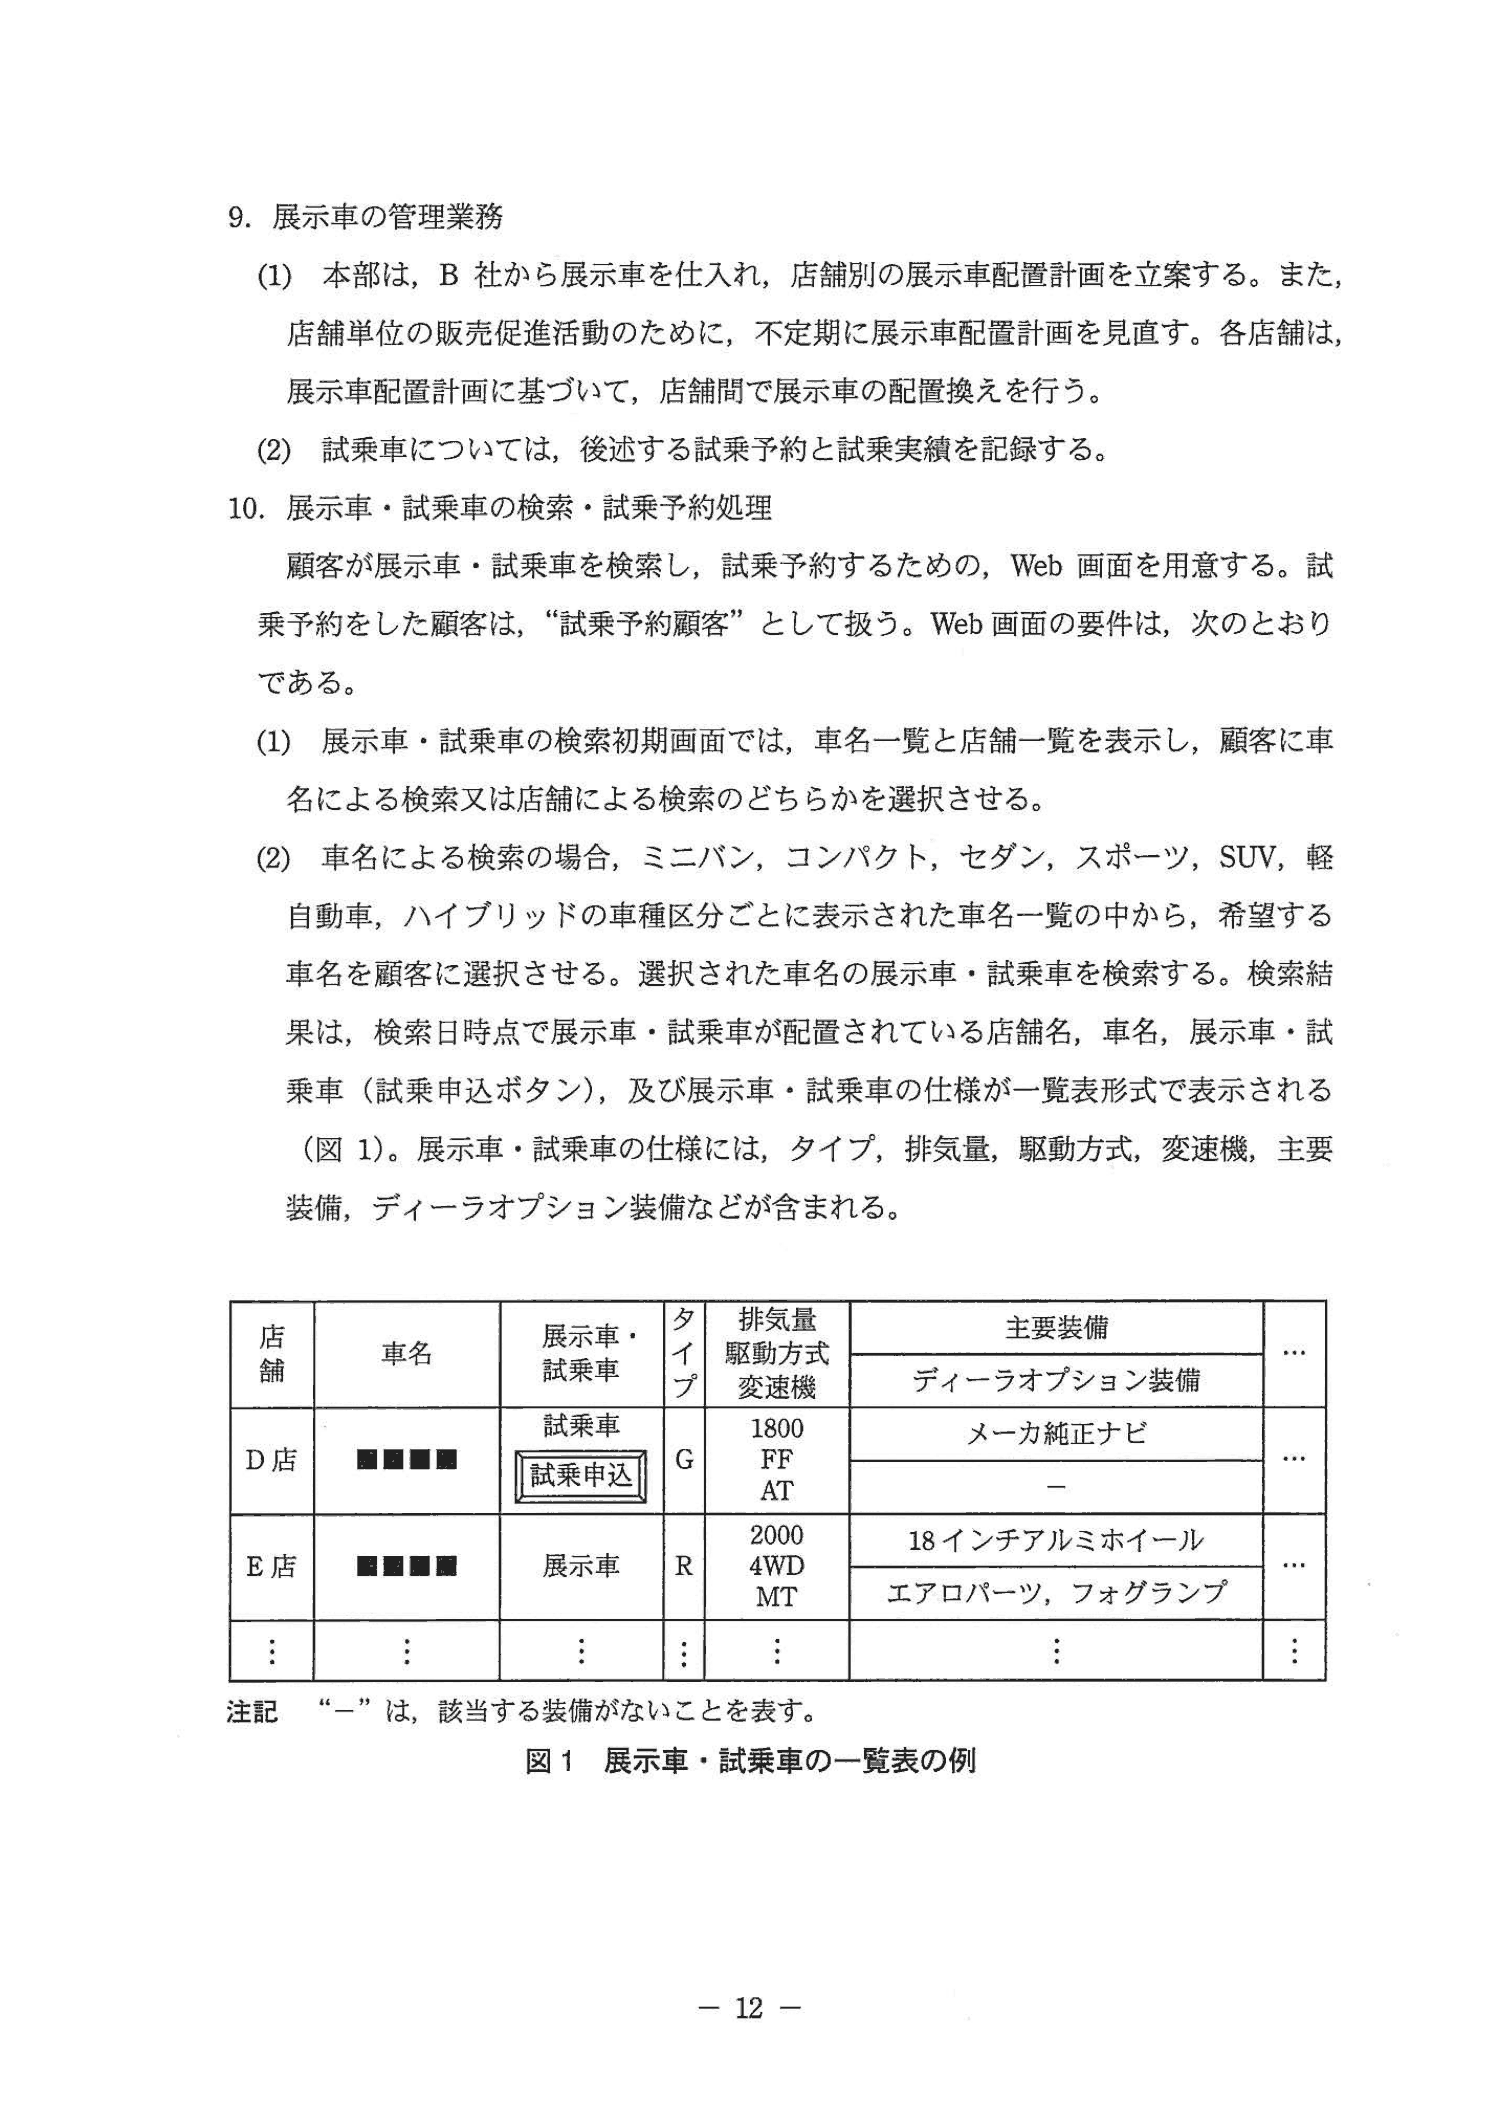 9. 展示車の管理業務
(1) 本部は，B 社から展示車を仕入れ，店舗別の展示車配置計画を立案する。また，
店舗単位の販売促進活動のために，不定期に展示車配置計画を見直す。各店舗は，
展示車配置計画に基づいて，店舗間で展示車の配置換えを行う。
(2) 試乗車については，後述する試乗予約と試乗実績を記録する。
10. 展示車・試乗車の検索・試乗予約処理
顧客が展示車・試乗車を検索し，試乗予約するための，Web 画面を用意する。試
乗予約をした顧客は，“試乗予約顧客” として扱う。Web 画面の要件は，次のとおり
である。
(1) 展示車・試乗車の検索初期画面では，車名一覧と店舗一覧を表示し，顧客に車
名による検索又は店舗による検索のどちらかを選択させる。
(2) 車名による検索の場合，ミニバン，コンパクト，セダン，スポーツ，SUV，軽
自動車，ハイブリッドの車種区分ごとに表示された車名一覧の中から，希望する
車名を顧客に選択させる。選択された車名の展示車・試乗車を検索する。検索結
果は，検索日時点で展示車・試乗車が配置されている店舗名，車名，展示車・試
乗車（試乗申込ボタン），及び展示車・試乗車の仕様が一覧表形式で表示される
（図 1）。展示車・試乗車の仕様には，タイプ，排気量，駆動方式，変速機，主要
装備，ディーラオプション装備などが含まれる。
店舗 車名 展示車・試乗車 タイプ 排気量 駆動方式 変速機 主要装備 ディーラオプション装備 …
D 店 ■■■■ 試乗車 試乗申込 G 1800 FF AT メーカ純正ナビ － …
E 店 ■■■■ 展示車 R 2000 4WD MT 18 インチアルミホイール エアロパーツ，フォグランプ …
⋮ ⋮ ⋮ ⋮ ⋮ ⋮ ⋮
注記 “－” は，該当する装備がないことを表す。
図 1 展示車・試乗車の一覧表の例
－ 12 －